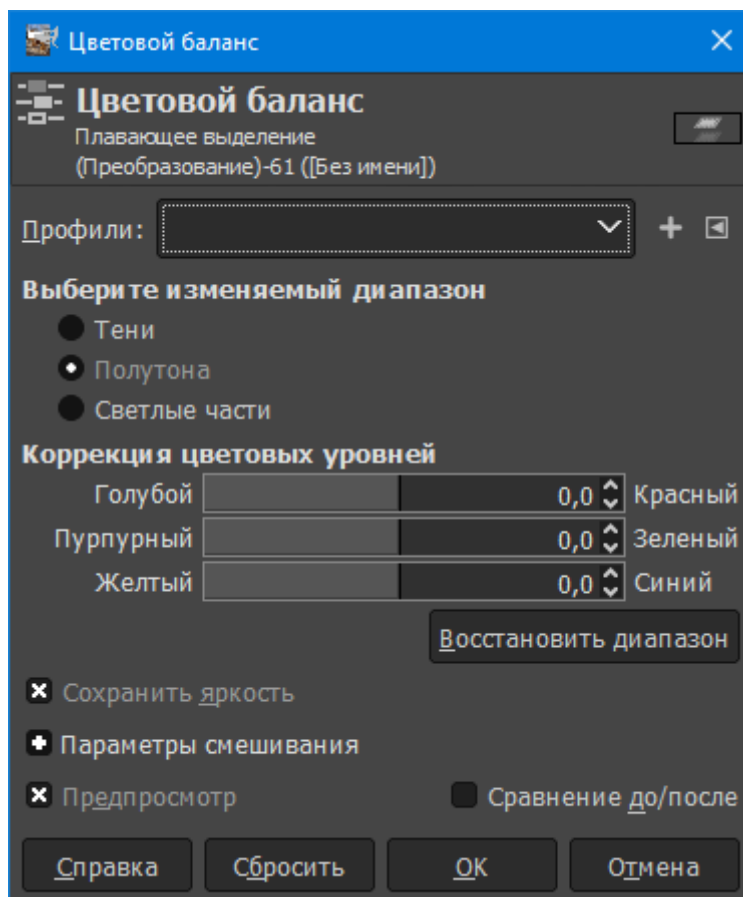 Цветовой баланс
Цветовой баланс
Плавающее выделение
(Преобразование)-61 ([Без имени])
Профили:
Выберите изменяемый диапазон
Тени
Полутона
Светлые части
Коррекция цветовых уровней
Голубой 0,0 Красный
Пурпурный 0,0 Зеленый
Желтый 0,0 Синий
Восстановить диапазон
Сохранить яркость
Параметры смешивания
Предпросмотр Сравнение до/после
Справка Сбросить OK Отмена